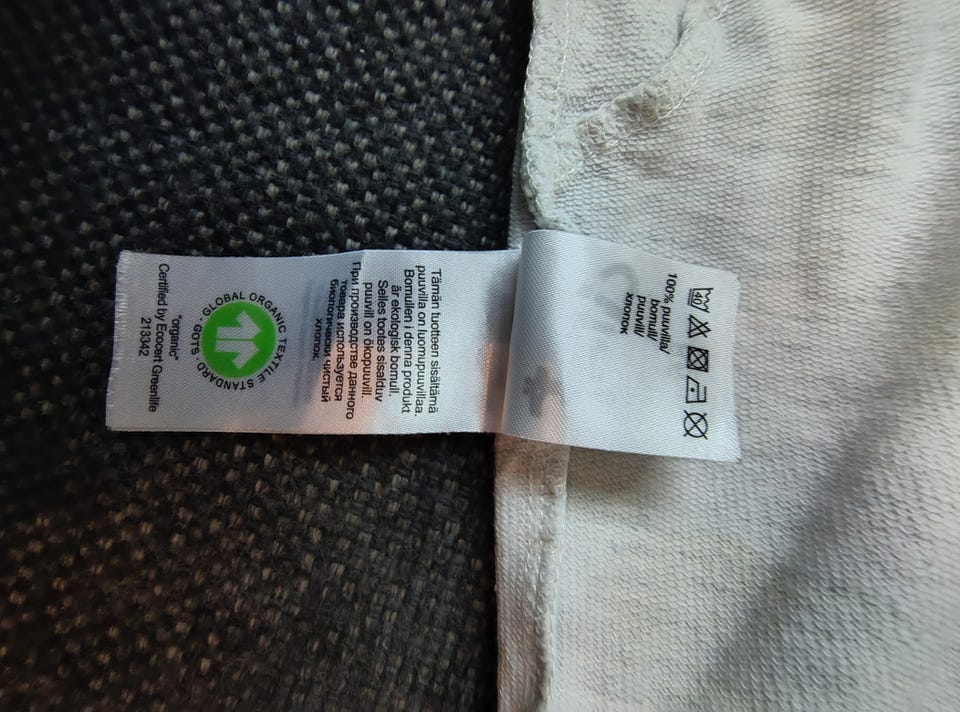 40
100% puuvilla/
bomull/
puuvill/
хлопок
Tämän tuotteen sisältämä
puuvilla on luomupuuvillaa.
Bomullen i denna produkt
är ekologisk bomull.
Selles tootes sisalduv
puuvill on ökopuuvill.
При производстве данного
товара используется
биологически чистый
хлопок.
GLOBAL ORGANIC TEXTILE STANDARD · GOTS ·
"organic"
Certified by Ecocert Greenlife
213342